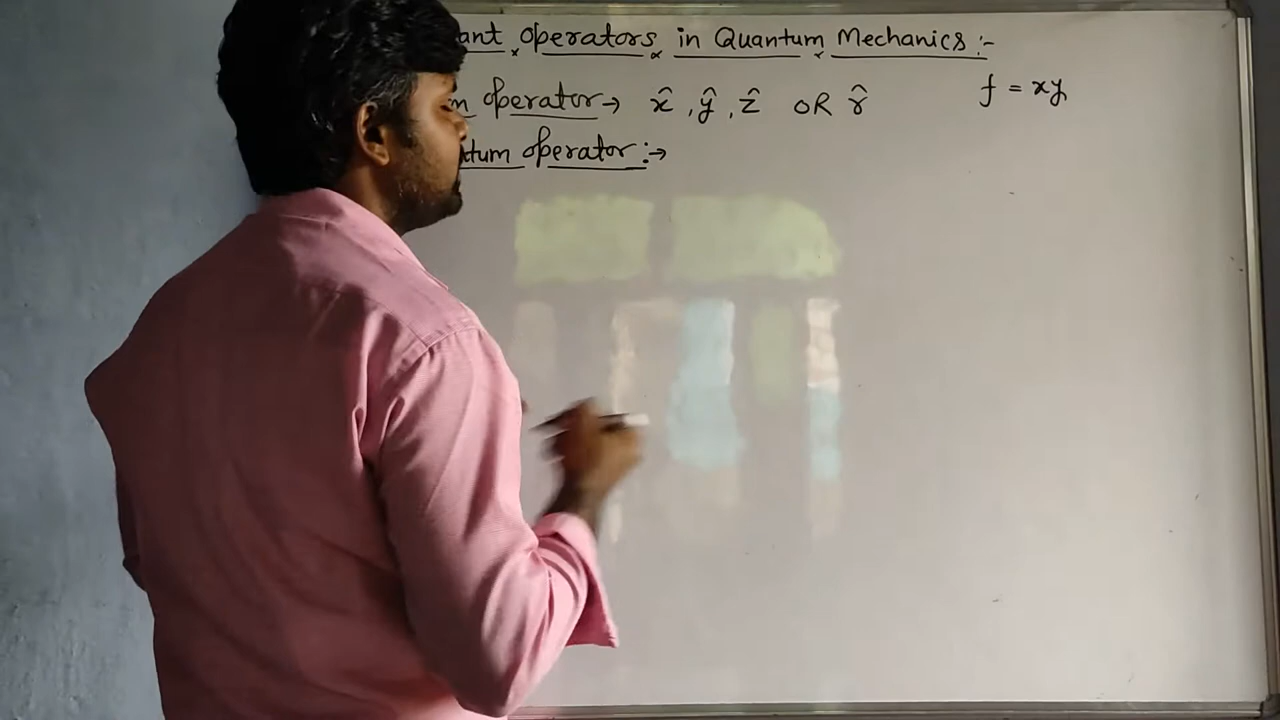 ant operators in Quantum Mechanics :-
operator → x̂ , ŷ , ẑ OR r̂
f = xy
tum operator :→